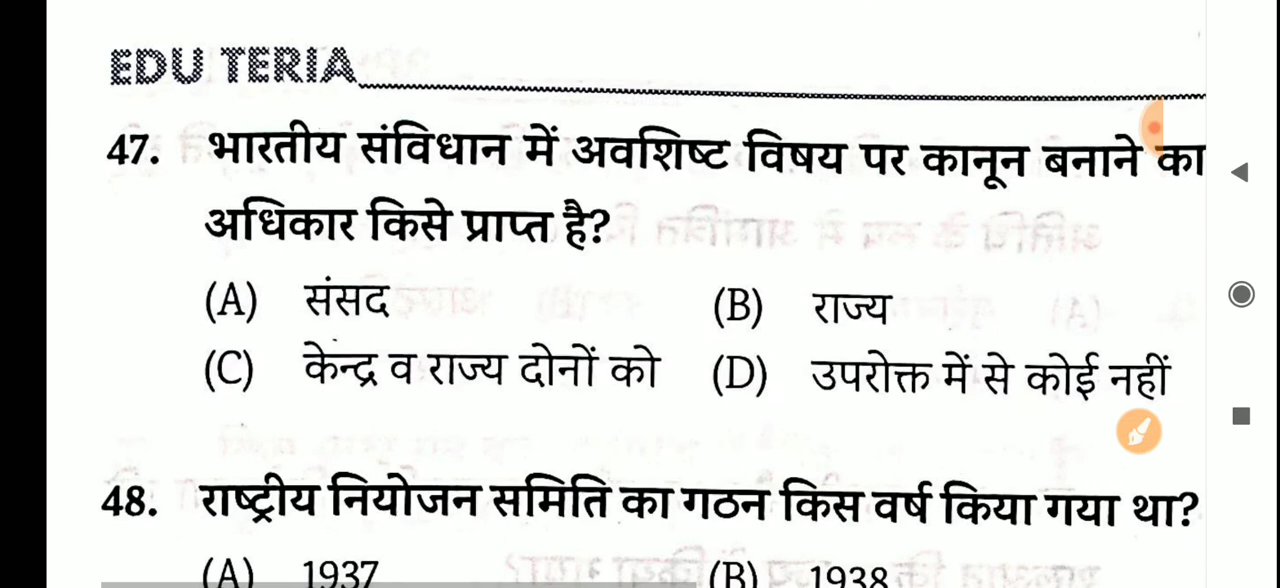 EDU TERIA
47. भारतीय संविधान में अवशिष्ट विषय पर कानून बनाने का
अधिकार किसे प्राप्त है?
(A) संसद (B) राज्य
(C) केन्द्र व राज्य दोनों को (D) उपरोक्त में से कोई नहीं
48. राष्ट्रीय नियोजन समिति का गठन किस वर्ष किया गया था?
(A) 1937 (B) 1938